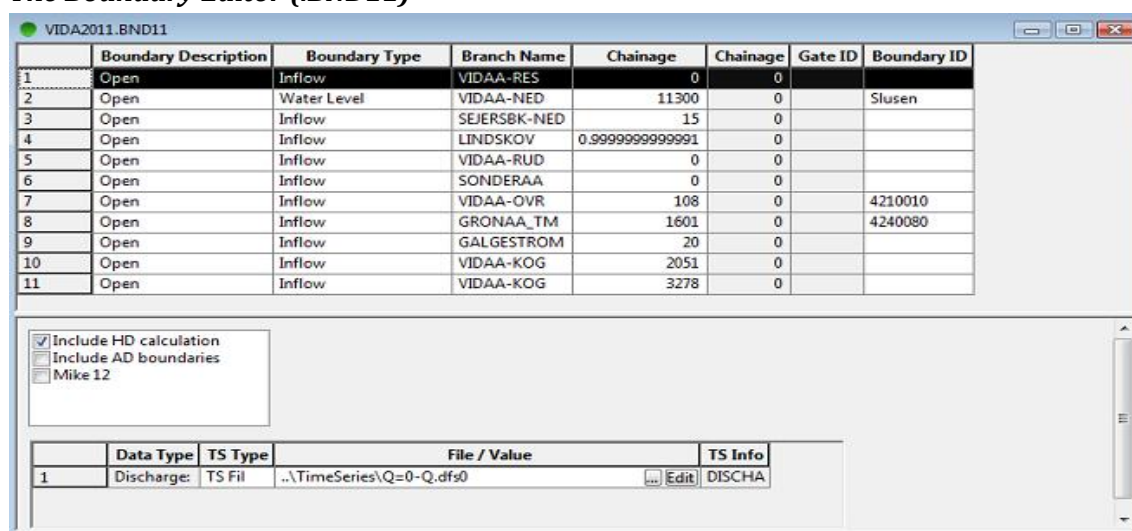 The Boundary Editor (.BND11)
VIDA2011.BND11
Boundary Description Boundary Type Branch Name Chainage Chainage Gate ID Boundary ID
1 Open Inflow VIDAA-RES 0 0
2 Open Water Level VIDAA-NED 11300 0 Slusen
3 Open Inflow SEJERSBK-NED 15 0
4 Open Inflow LINDSKOV 0.9999999999991 0
5 Open Inflow VIDAA-RUD 0 0
6 Open Inflow SONDERAA 0 0
7 Open Inflow VIDAA-OVR 108 0 4210010
8 Open Inflow GRONAA_TM 1601 0 4240080
9 Open Inflow GALGESTROM 20 0
10 Open Inflow VIDAA-KOG 2051 0
11 Open Inflow VIDAA-KOG 3278 0
Include HD calculation
Include AD boundaries
Mike 12
Data Type TS Type File / Value TS Info
1 Discharge: TS Fil ..\TimeSeries\Q=0-Q.dfs0 ... Edit DISCHA